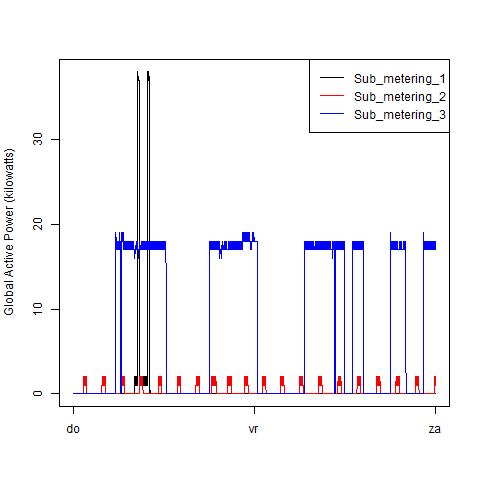 Sub_metering_1
Sub_metering_2
Sub_metering_3
Global Active Power (kilowatts)
30
20
10
0
do
vr
za